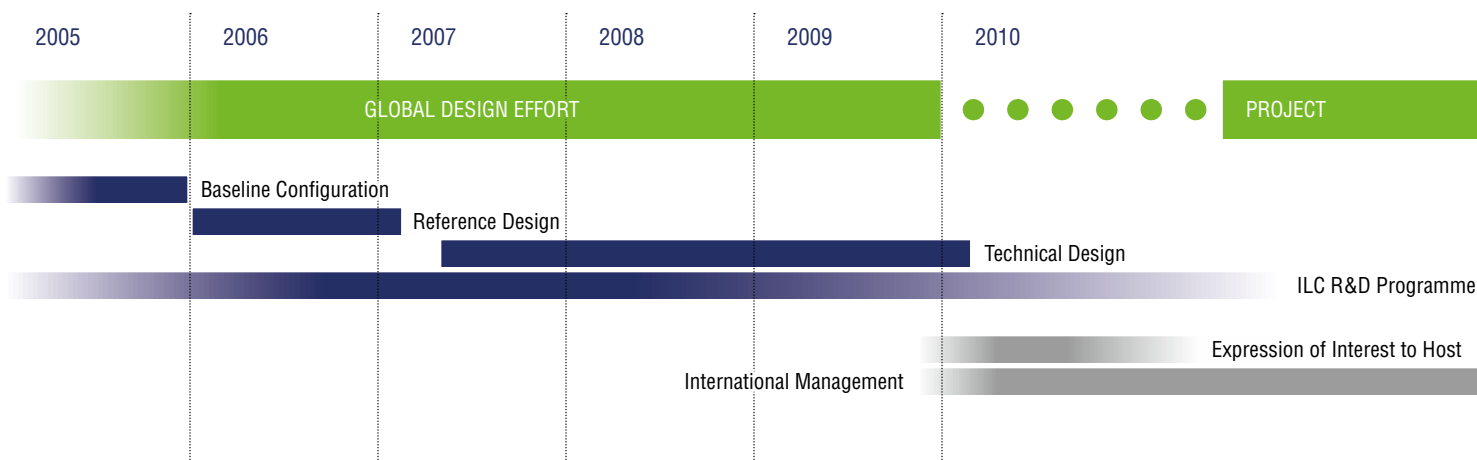 2005
2006
2007
2008
2009
2010
GLOBAL DESIGN EFFORT
PROJECT
Baseline Configuration
Reference Design
Technical Design
ILC R&D Programme
Expression of Interest to Host
International Management